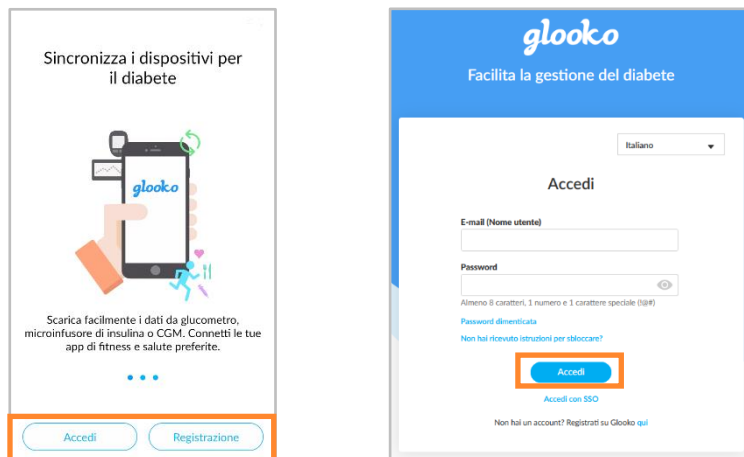 Sincronizza i dispositivi per
il diabete
glooko
Scarica facilmente i dati da glucometro,
microinfusore di insulina o CGM. Connetti le tue
app di fitness e salute preferite.
Accedi
Registrazione
glooko
Facilita la gestione del diabete
Italiano
Accedi
E-mail (Nome utente)
Password
Almeno 8 caratteri, 1 numero e 1 carattere speciale (!@#)
Password dimenticata
Non hai ricevuto istruzioni per sbloccare?
Accedi
Accedi con SSO
Non hai un account? Registrati su Glooko qui